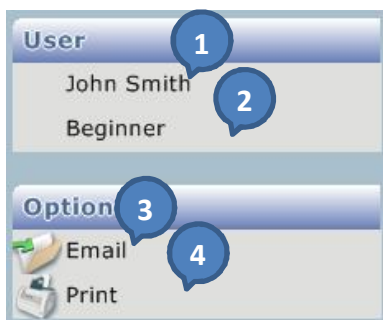 User
1
John Smith
2
Beginner
Option
3
Email
4
Print